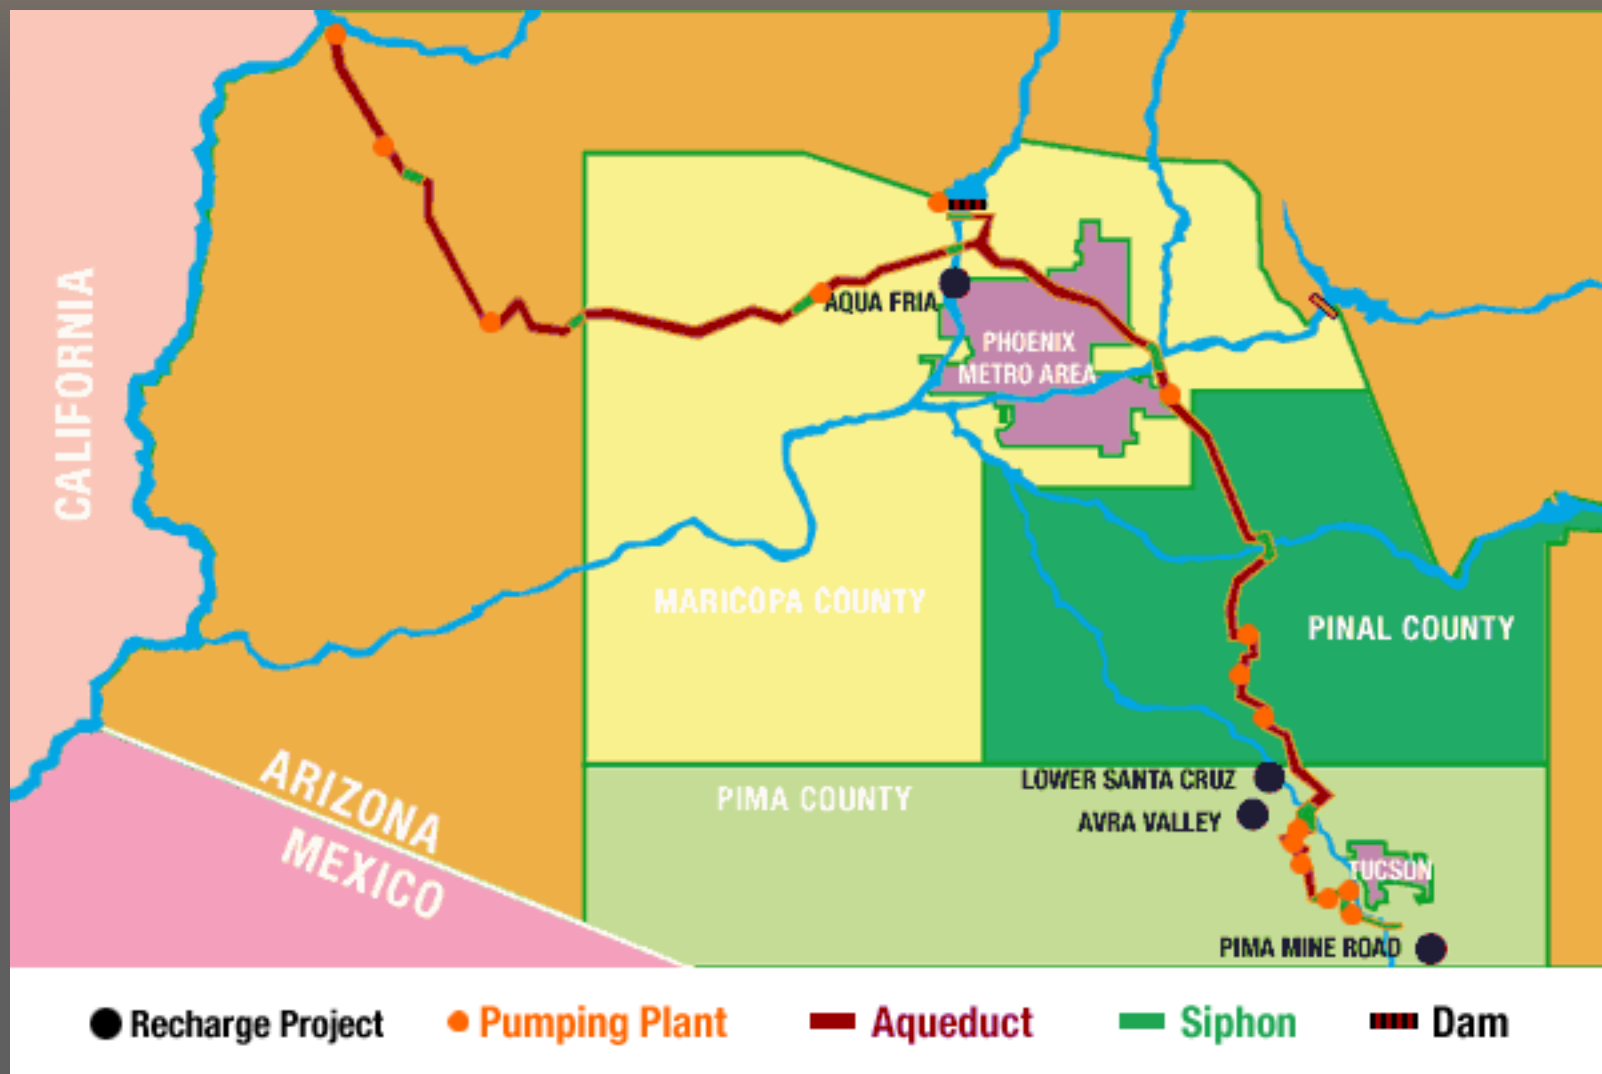 CALIFORNIA
AQUA FRIA
PHOENIX
METRO AREA
MARICOPA COUNTY
PINAL COUNTY
ARIZONA
MEXICO
PIMA COUNTY
LOWER SANTA CRUZ
AVRA VALLEY
TUCSON
PIMA MINE ROAD
Recharge Project
Pumping Plant
Aqueduct
Siphon
Dam